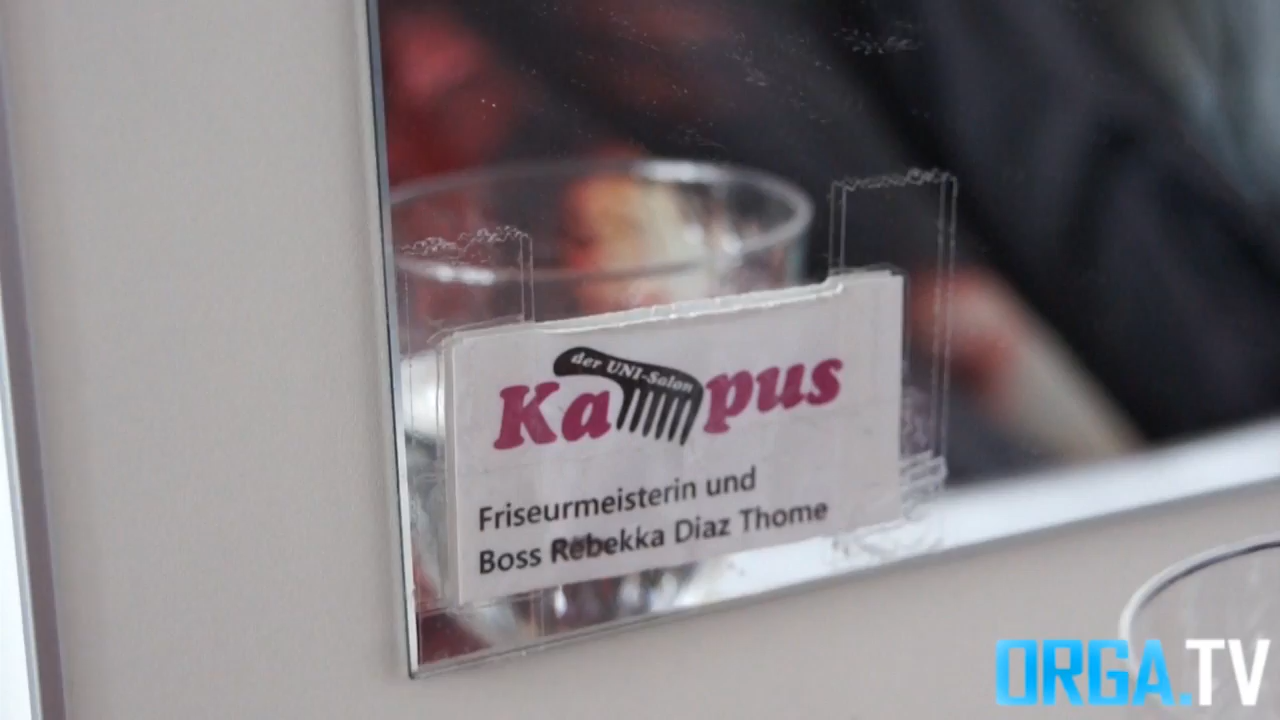 der UNI-Salon
Kampus
Friseurmeisterin und
Boss Rebekka Diaz Thome
ORGA.TV